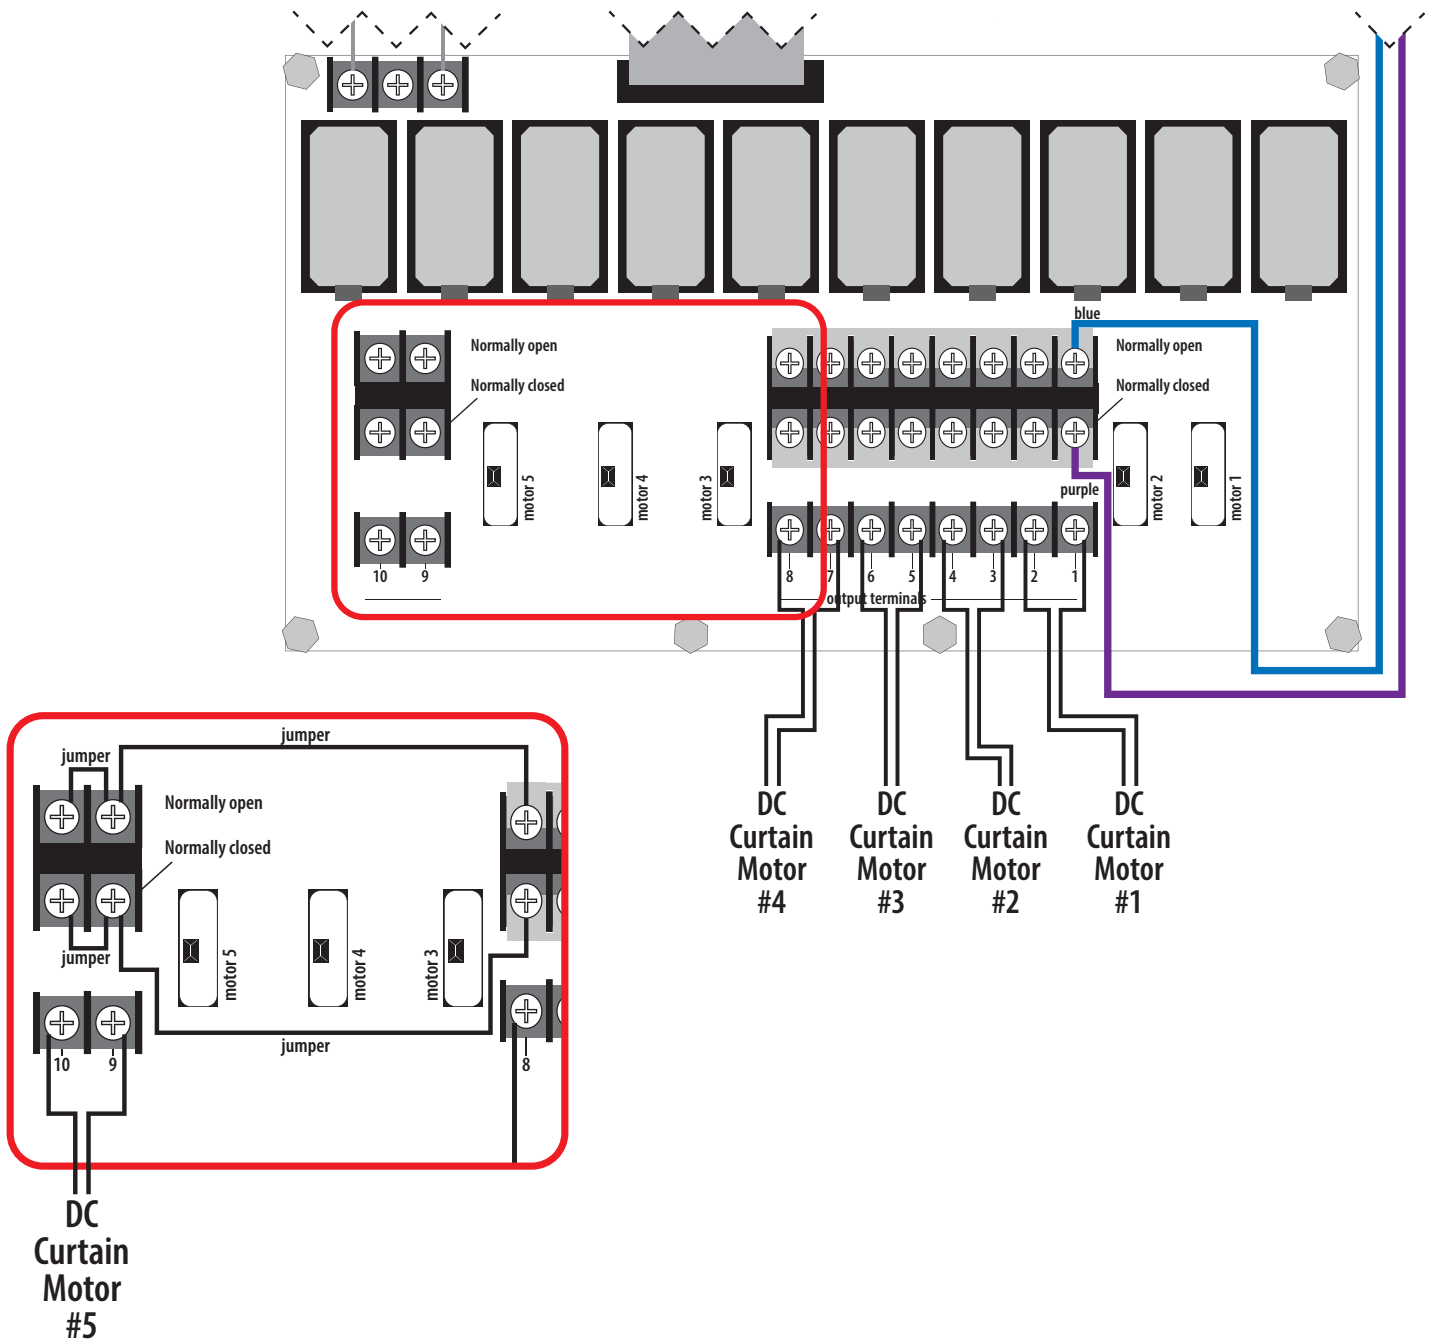 blue
Normally open
Normally open
Normally closed
Normally closed
motor 5
motor 4
motor 3
motor 2
motor 1
purple
10
9
8
7
6
5
4
3
2
1
output terminals
DC
Curtain
Motor
#4
DC
Curtain
Motor
#3
DC
Curtain
Motor
#2
DC
Curtain
Motor
#1
jumper
jumper
Normally open
Normally closed
motor 5
motor 4
motor 3
jumper
jumper
10
9
8
DC
Curtain
Motor
#5